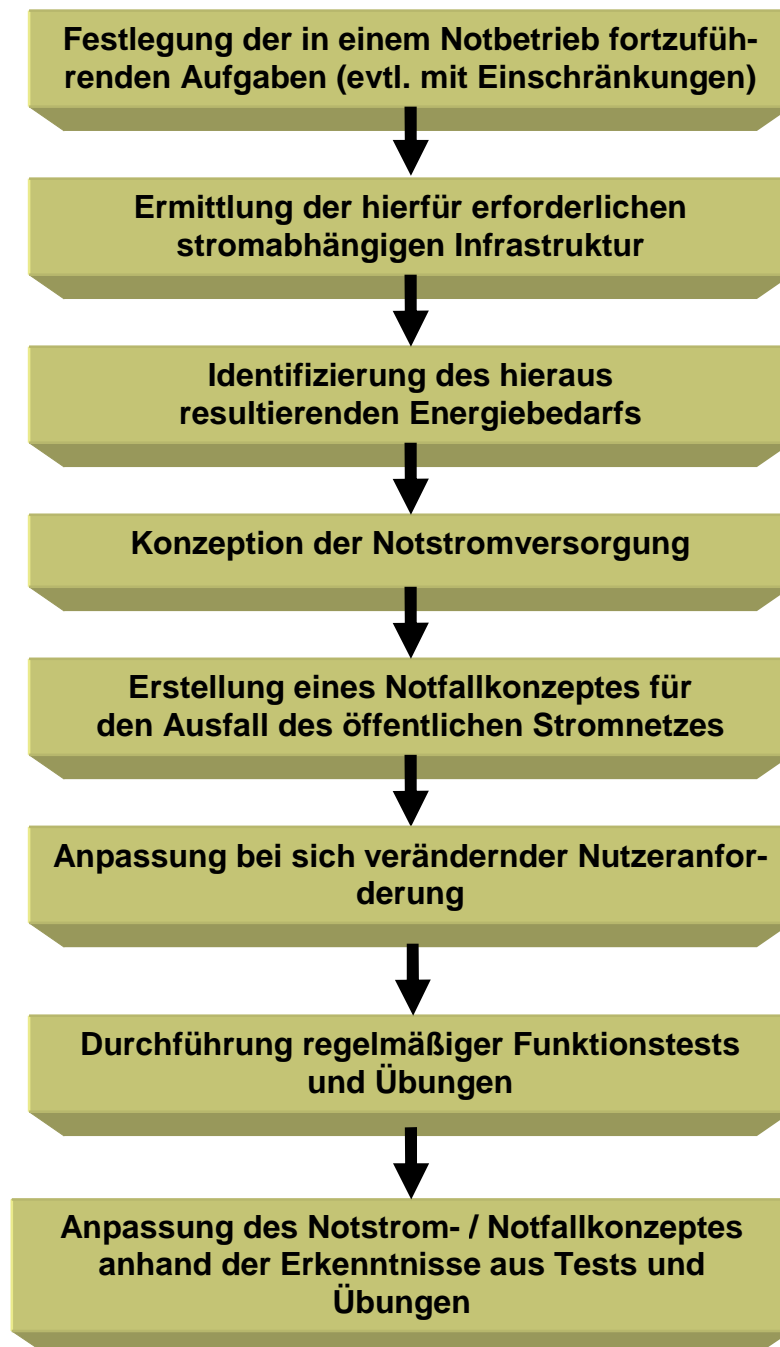 Festlegung der in einem Notbetrieb fortzufüh-
renden Aufgaben (evtl. mit Einschränkungen)
Ermittlung der hierfür erforderlichen
stromabhängigen Infrastruktur
Identifizierung des hieraus
resultierenden Energiebedarfs
Konzeption der Notstromversorgung
Erstellung eines Notfallkonzeptes für
den Ausfall des öffentlichen Stromnetzes
Anpassung bei sich verändernder Nutzeranfor-
derung
Durchführung regelmäßiger Funktionstests
und Übungen
Anpassung des Notstrom- / Notfallkonzeptes
anhand der Erkenntnisse aus Tests und
Übungen